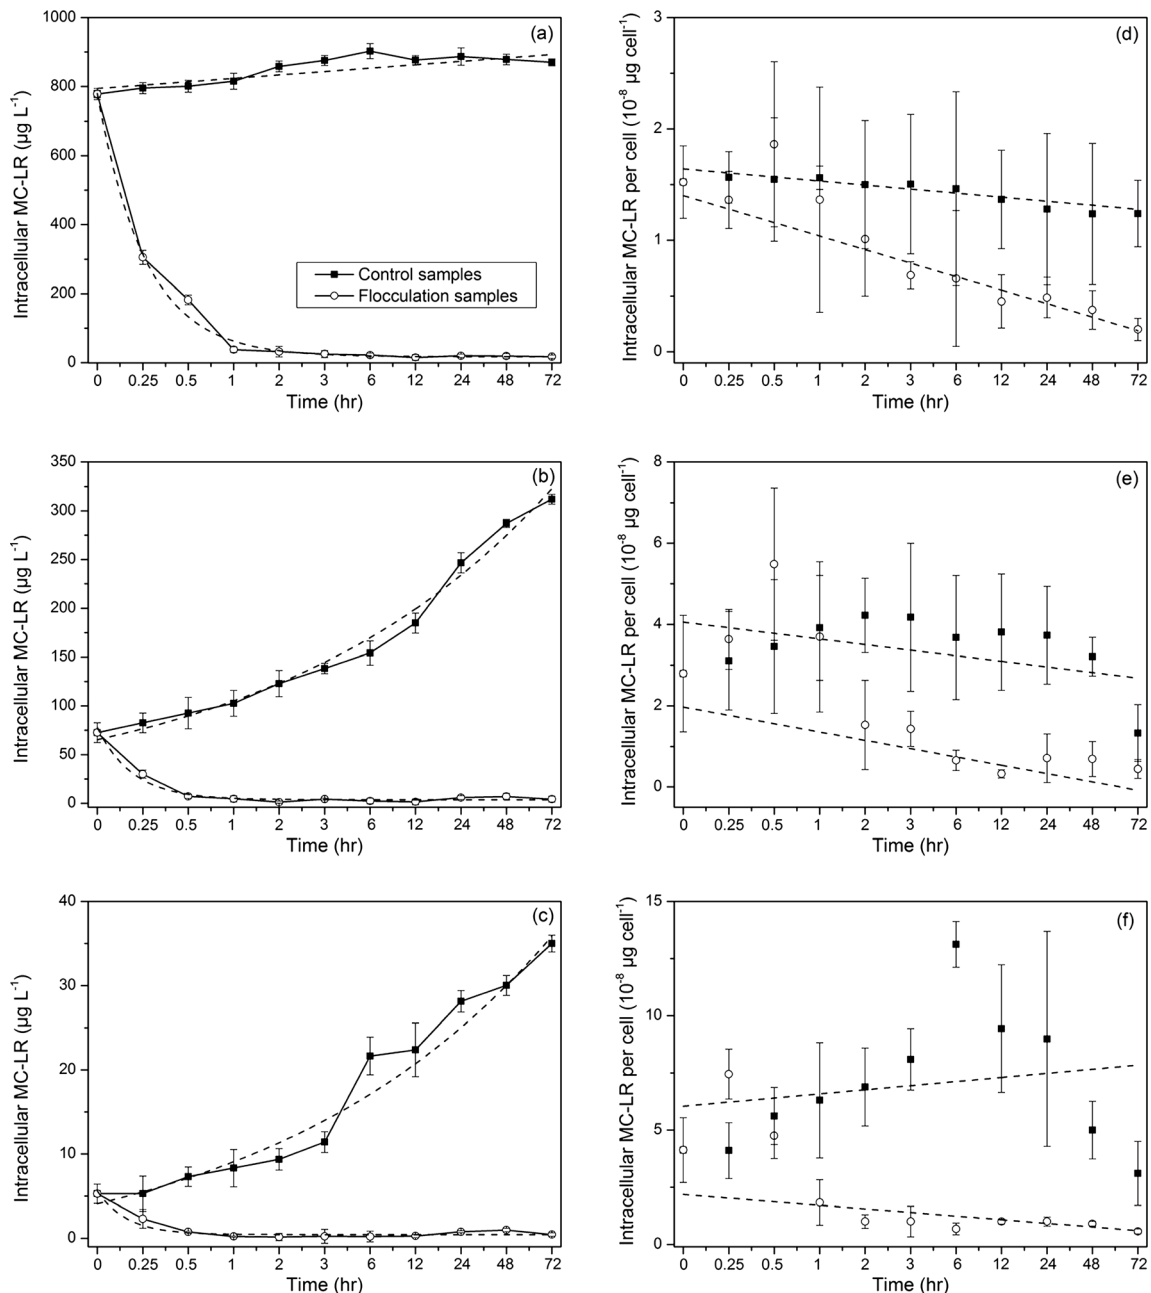 (a)
Intracellular MC-LR (µg L-1)
1000
800
600
400
200
0
Control samples
Flocculation samples
0 0.25 0.5 1 2 3 6 12 24 48 72
Time (hr)
(d)
Intracellular MC-LR per cell (10-8 µg cell-1)
3
2
1
0
0 0.25 0.5 1 2 3 6 12 24 48 72
Time (hr)
(b)
Intracellular MC-LR (µg L-1)
350
300
250
200
150
100
50
0
0 0.25 0.5 1 2 3 6 12 24 48 72
Time (hr)
(e)
Intracellular MC-LR per cell (10-8 µg cell-1)
8
6
4
2
0
0 0.25 0.5 1 2 3 6 12 24 48 72
Time (hr)
(c)
Intracellular MC-LR (µg L-1)
40
30
20
10
0
0 0.25 0.5 1 2 3 6 12 24 48 72
Time (hr)
(f)
Intracellular MC-LR per cell (10-8 µg cell-1)
15
10
5
0
0 0.25 0.5 1 2 3 6 12 24 48 72
Time (hr)